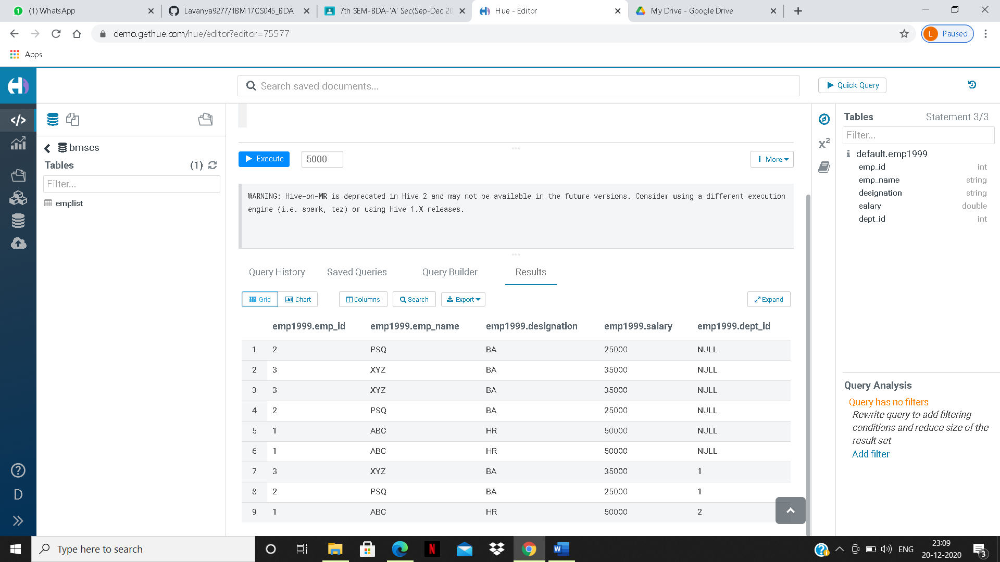 (1) WhatsApp
Lavanya9277/1BM17CS045_BDA
7th SEM-BDA-'A' Sec(Sep-Dec 20
Hue - Editor
My Drive - Google Drive
demo.gethue.com/hue/editor?editor=75577
L Paused
Apps
Search saved documents...
Quick Query
bmscs
Tables (1)
Filter...
emplist
Execute 5000 More
WARNING: Hive-on-MR is deprecated in Hive 2 and may not be available in the future versions. Consider using a different execution
engine (i.e. spark, tez) or using Hive 1.X releases.
Query History Saved Queries Query Builder Results
Grid Chart Columns Search Export Expand
emp1999.emp_id emp1999.emp_name emp1999.designation emp1999.salary emp1999.dept_id
1 2 PSQ BA 25000 NULL
2 3 XYZ BA 35000 NULL
3 3 XYZ BA 35000 NULL
4 2 PSQ BA 25000 NULL
5 1 ABC HR 50000 NULL
6 1 ABC HR 50000 NULL
7 3 XYZ BA 35000 1
8 2 PSQ BA 25000 1
9 1 ABC HR 50000 2
Tables Statement 3/3
Filter...
default.emp1999
emp_id int
emp_name string
designation string
salary double
dept_id int
Query Analysis
Query has no filters
Rewrite query to add filtering
conditions and reduce size of the
result set
Add filter
D
Type here to search
ENG
23:09
20-12-2020
3